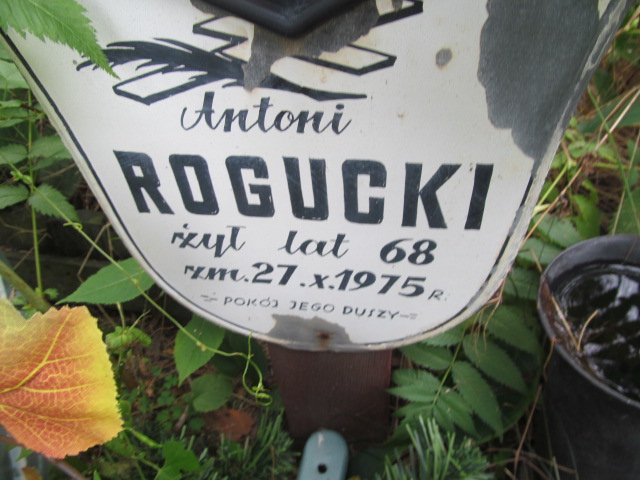 Antoni
ROGUCKI
żył lat 68
zm. 27.x.1975 R.
POKÓJ JEGO DUSZY